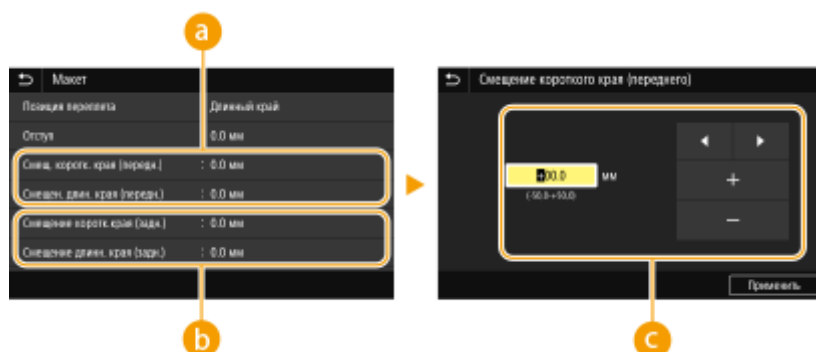 a
Макет
Позиция переплета Длинный край
Отступ 0.0 мм
Смещ. коротк. края (передн.) : 0.0 мм
Смещен. длин. края (передн.) : 0.0 мм
Смещение коротк.края (задн.) : 0.0 мм
Смещение длинн. края (задн.) : 0.0 мм
b
Смещение короткого края (переднего)
+00.0 мм
(-50.0-+50.0)
+
−
Применить
c